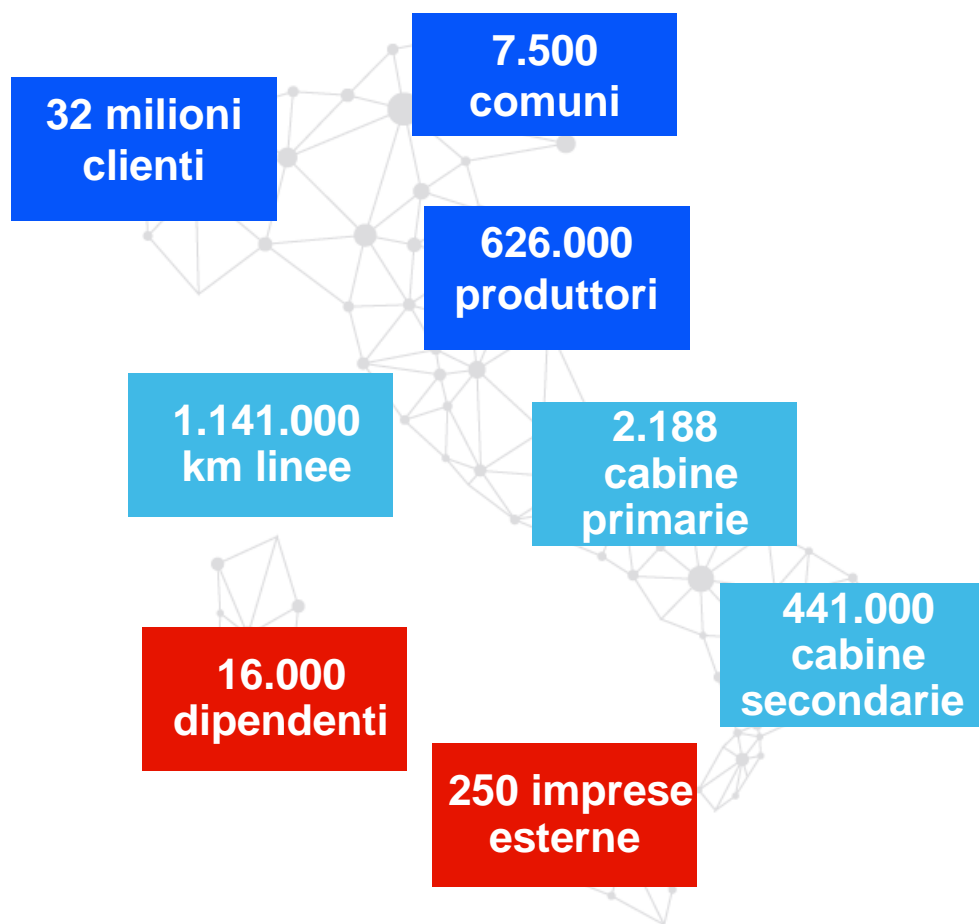 7.500
comuni
32 milioni
clienti
626.000
produttori
1.141.000
km linee
2.188
cabine
primarie
441.000
cabine
secondarie
16.000
dipendenti
250 imprese
esterne